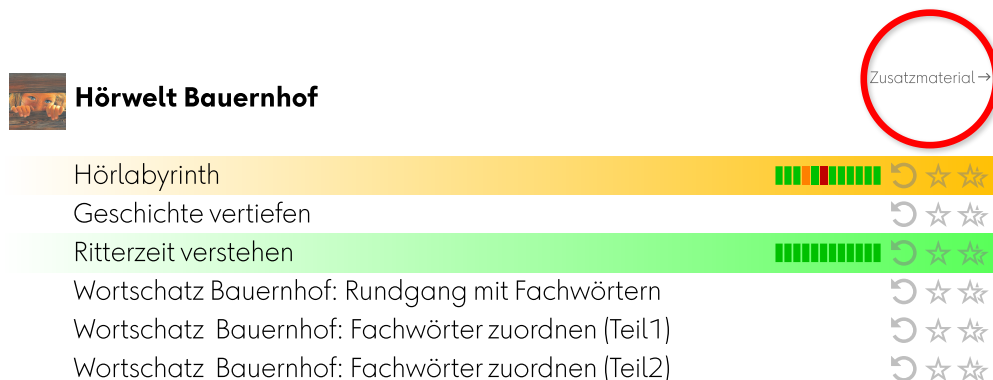 Zusatzmaterial →
Hörwelt Bauernhof
Hörlabyrinth
Geschichte vertiefen
Ritterzeit verstehen
Wortschatz Bauernhof: Rundgang mit Fachwörtern
Wortschatz Bauernhof: Fachwörter zuordnen (Teil1)
Wortschatz Bauernhof: Fachwörter zuordnen (Teil2)